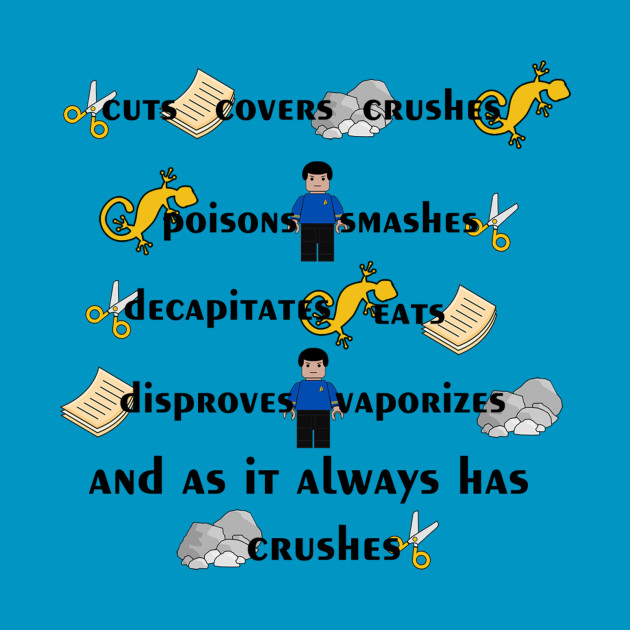 cuts covers crushes
poisons smashes
decapitates eats
disproves vaporizes
and as it always has
crushes